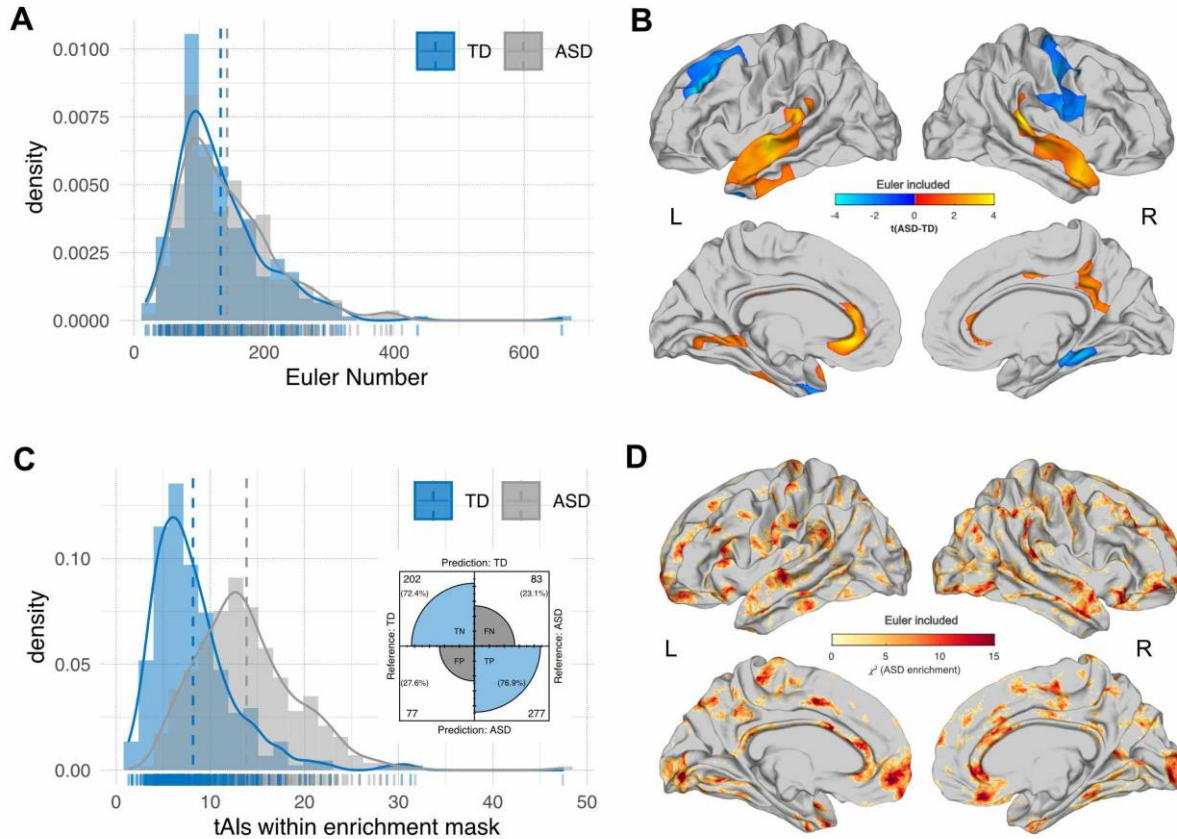 A
TD
ASD
0.0100
0.0075
0.0050
0.0025
0.0000
density
0
200
400
600
Euler Number
B
Euler included
-4
-2
0
2
4
t(ASD-TD)
L
R
C
TD
ASD
0.10
0.05
0.00
density
0
10
20
30
40
50
tAIs within enrichment mask
Prediction: TD
202
(72.4%)
83
(23.1%)
TN
FN
FP
TP
Reference: TD
Reference: ASD
(27.6%)
77
(76.9%)
277
Prediction: ASD
D
Euler included
0
5
10
15
χ² (ASD enrichment)
L
R